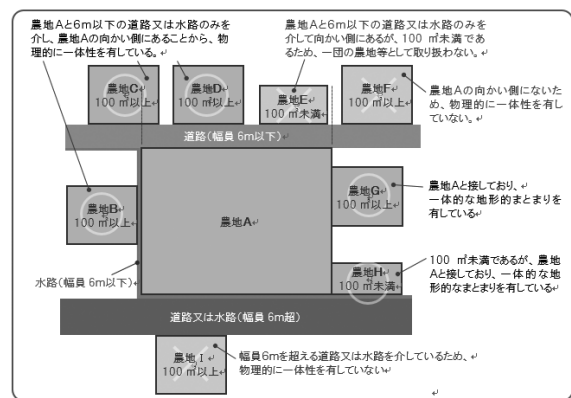 農地Aと6m以下の道路又は水路のみを
介し、農地Aの向かい側にあることから、物
理的に一体性を有している。
農地Aと6m以下の道路又は水路のみを
介して向かい側にあるが、100 ㎡未満であ
るため、一団の農地等として取り扱わない。
農地C
100 ㎡以上
農地D
100 ㎡以上
農地E
100 ㎡未満
農地F
100 ㎡以上
農地Aの向かい側にないた
め、物理的に一体性を有し
ていない。
道路(幅員 6m以下)
農地B
100 ㎡以上
農地A
農地G
100 ㎡以上
農地Aと接しており、
一体的な地形的まとまりを
有している
水路(幅員 6m以下)
農地H
100 ㎡未満
100 ㎡未満であるが、農地
Aと接しており、一体的な地
形的なまとまりを有している
道路又は水路(幅員 6m超)
農地I
100 ㎡以上
幅員6mを超える道路又は水路を介しているため、
物理的に一体性を有していない